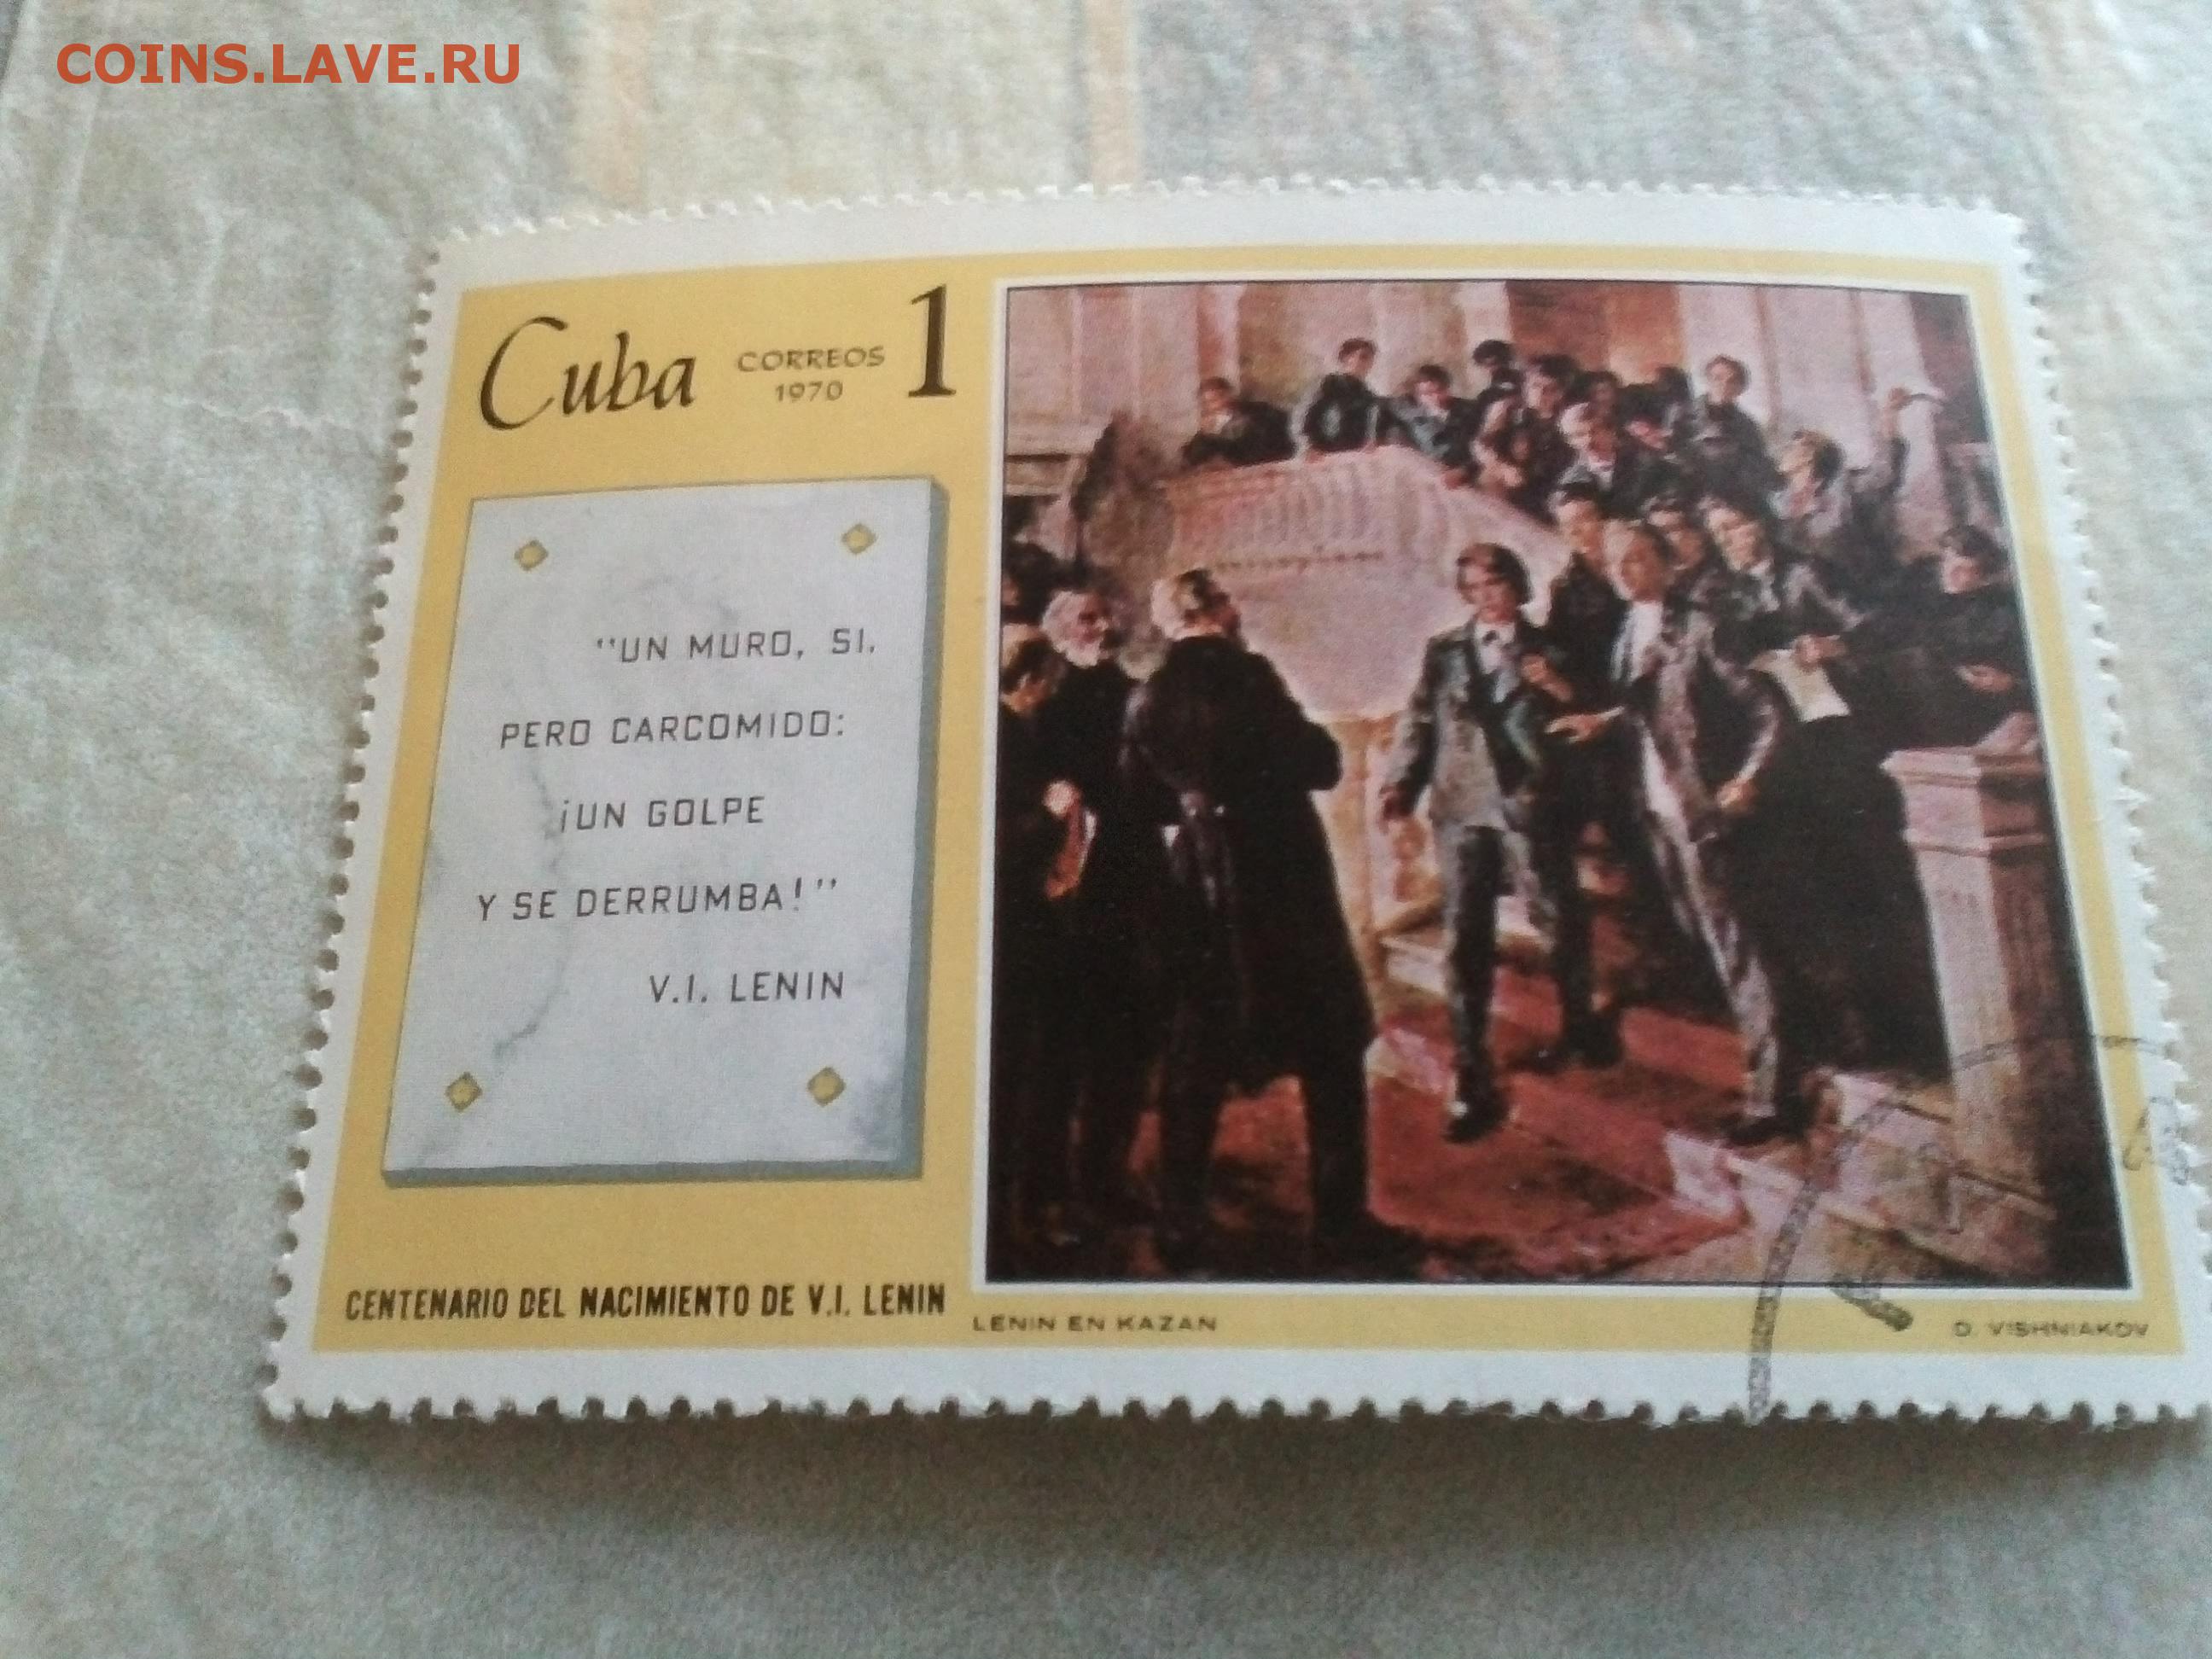 COINS.LAVE.RU
Cuba CORREOS 1970 1
"UN MURO, SI,
PERO CARCOMIDO:
¡UN GOLPE
Y SE DERRUMBA!"
V.I. LENIN
CENTENARIO DEL NACIMIENTO DE V.I. LENIN
LENIN EN KAZAN
O. VISHNIAKOV